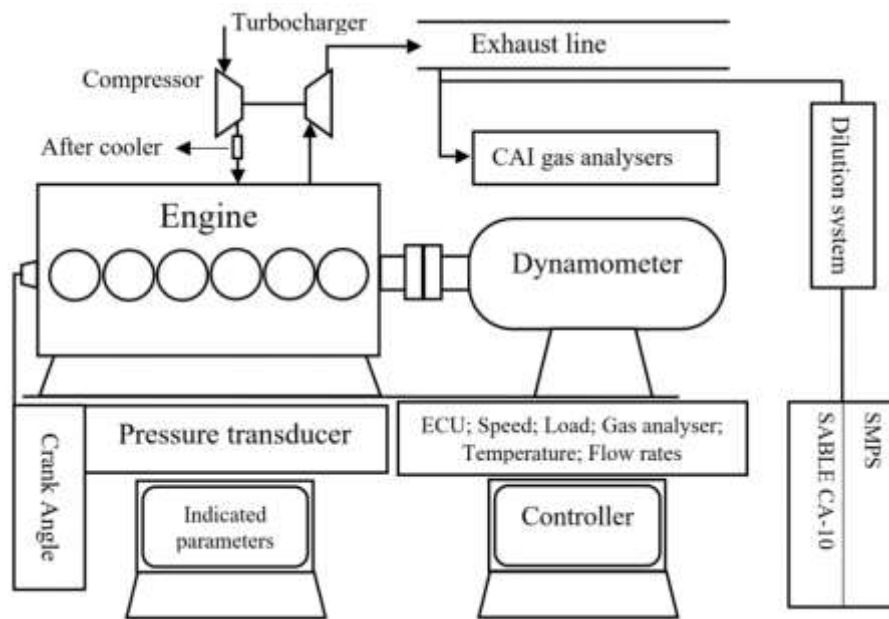 Turbocharger
Exhaust line
Compressor
After cooler
CAI gas analysers
Dilution system
Engine
Dynamometer
Crank Angle
Pressure transducer
ECU; Speed; Load; Gas analyser;
Temperature; Flow rates
SMPS
SABLE CA-10
Indicated
parameters
Controller